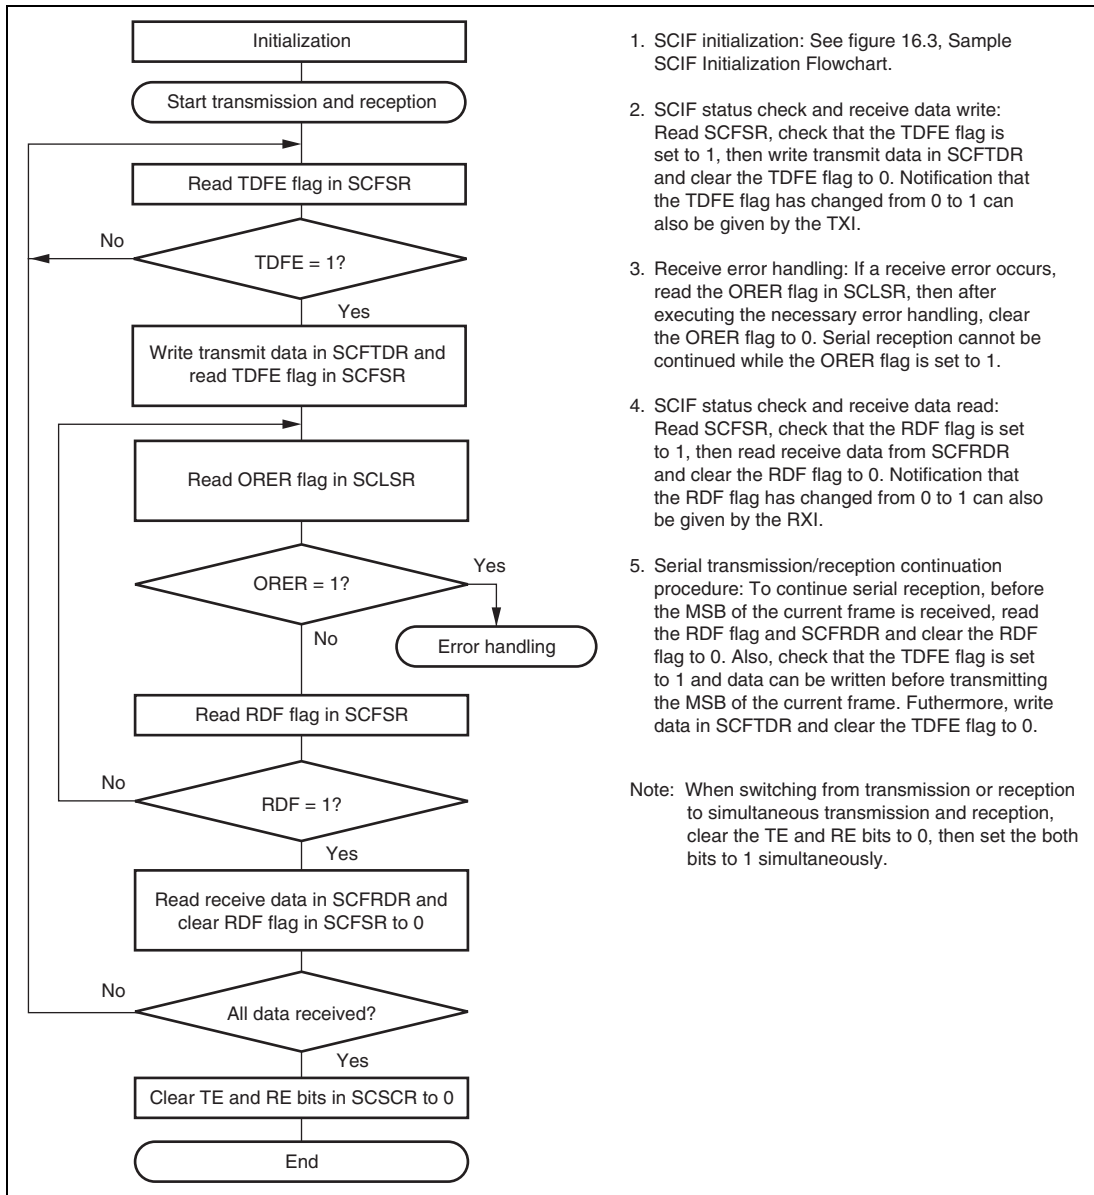 Initialization
Start transmission and reception
Read TDFE flag in SCFSR
No
TDFE = 1?
Yes
Write transmit data in SCFTDR and
read TDFE flag in SCFSR
Read ORER flag in SCLSR
ORER = 1?
Yes
No
Error handling
Read RDF flag in SCFSR
No
RDF = 1?
Yes
Read receive data in SCFRDR and
clear RDF flag in SCFSR to 0
No
All data received?
Yes
Clear TE and RE bits in SCSCR to 0
End
1. SCIF initialization: See figure 16.3, Sample
SCIF Initialization Flowchart.
2. SCIF status check and receive data write:
Read SCFSR, check that the TDFE flag is
set to 1, then write transmit data in SCFTDR
and clear the TDFE flag to 0. Notification that
the TDFE flag has changed from 0 to 1 can
also be given by the TXI.
3. Receive error handling: If a receive error occurs,
read the ORER flag in SCLSR, then after
executing the necessary error handling, clear
the ORER flag to 0. Serial reception cannot be
continued while the ORER flag is set to 1.
4. SCIF status check and receive data read:
Read SCFSR, check that the RDF flag is set
to 1, then read receive data from SCFRDR
and clear the RDF flag to 0. Notification that
the RDF flag has changed from 0 to 1 can also
be given by the RXI.
5. Serial transmission/reception continuation
procedure: To continue serial reception, before
the MSB of the current frame is received, read
the RDF flag and SCFRDR and clear the RDF
flag to 0. Also, check that the TDFE flag is set
to 1 and data can be written before transmitting
the MSB of the current frame. Futhermore, write
data in SCFTDR and clear the TDFE flag to 0.
Note: When switching from transmission or reception
to simultaneous transmission and reception,
clear the TE and RE bits to 0, then set the both
bits to 1 simultaneously.